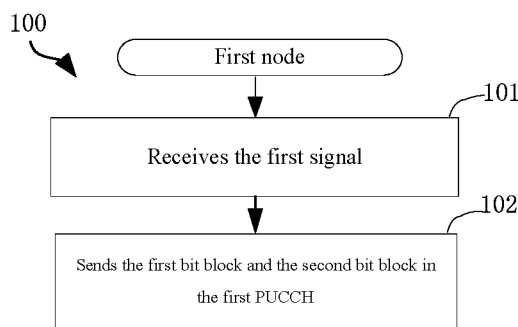 100
First node
101
Receives the first signal
102
Sends the first bit block and the second bit block in
the first PUCCH